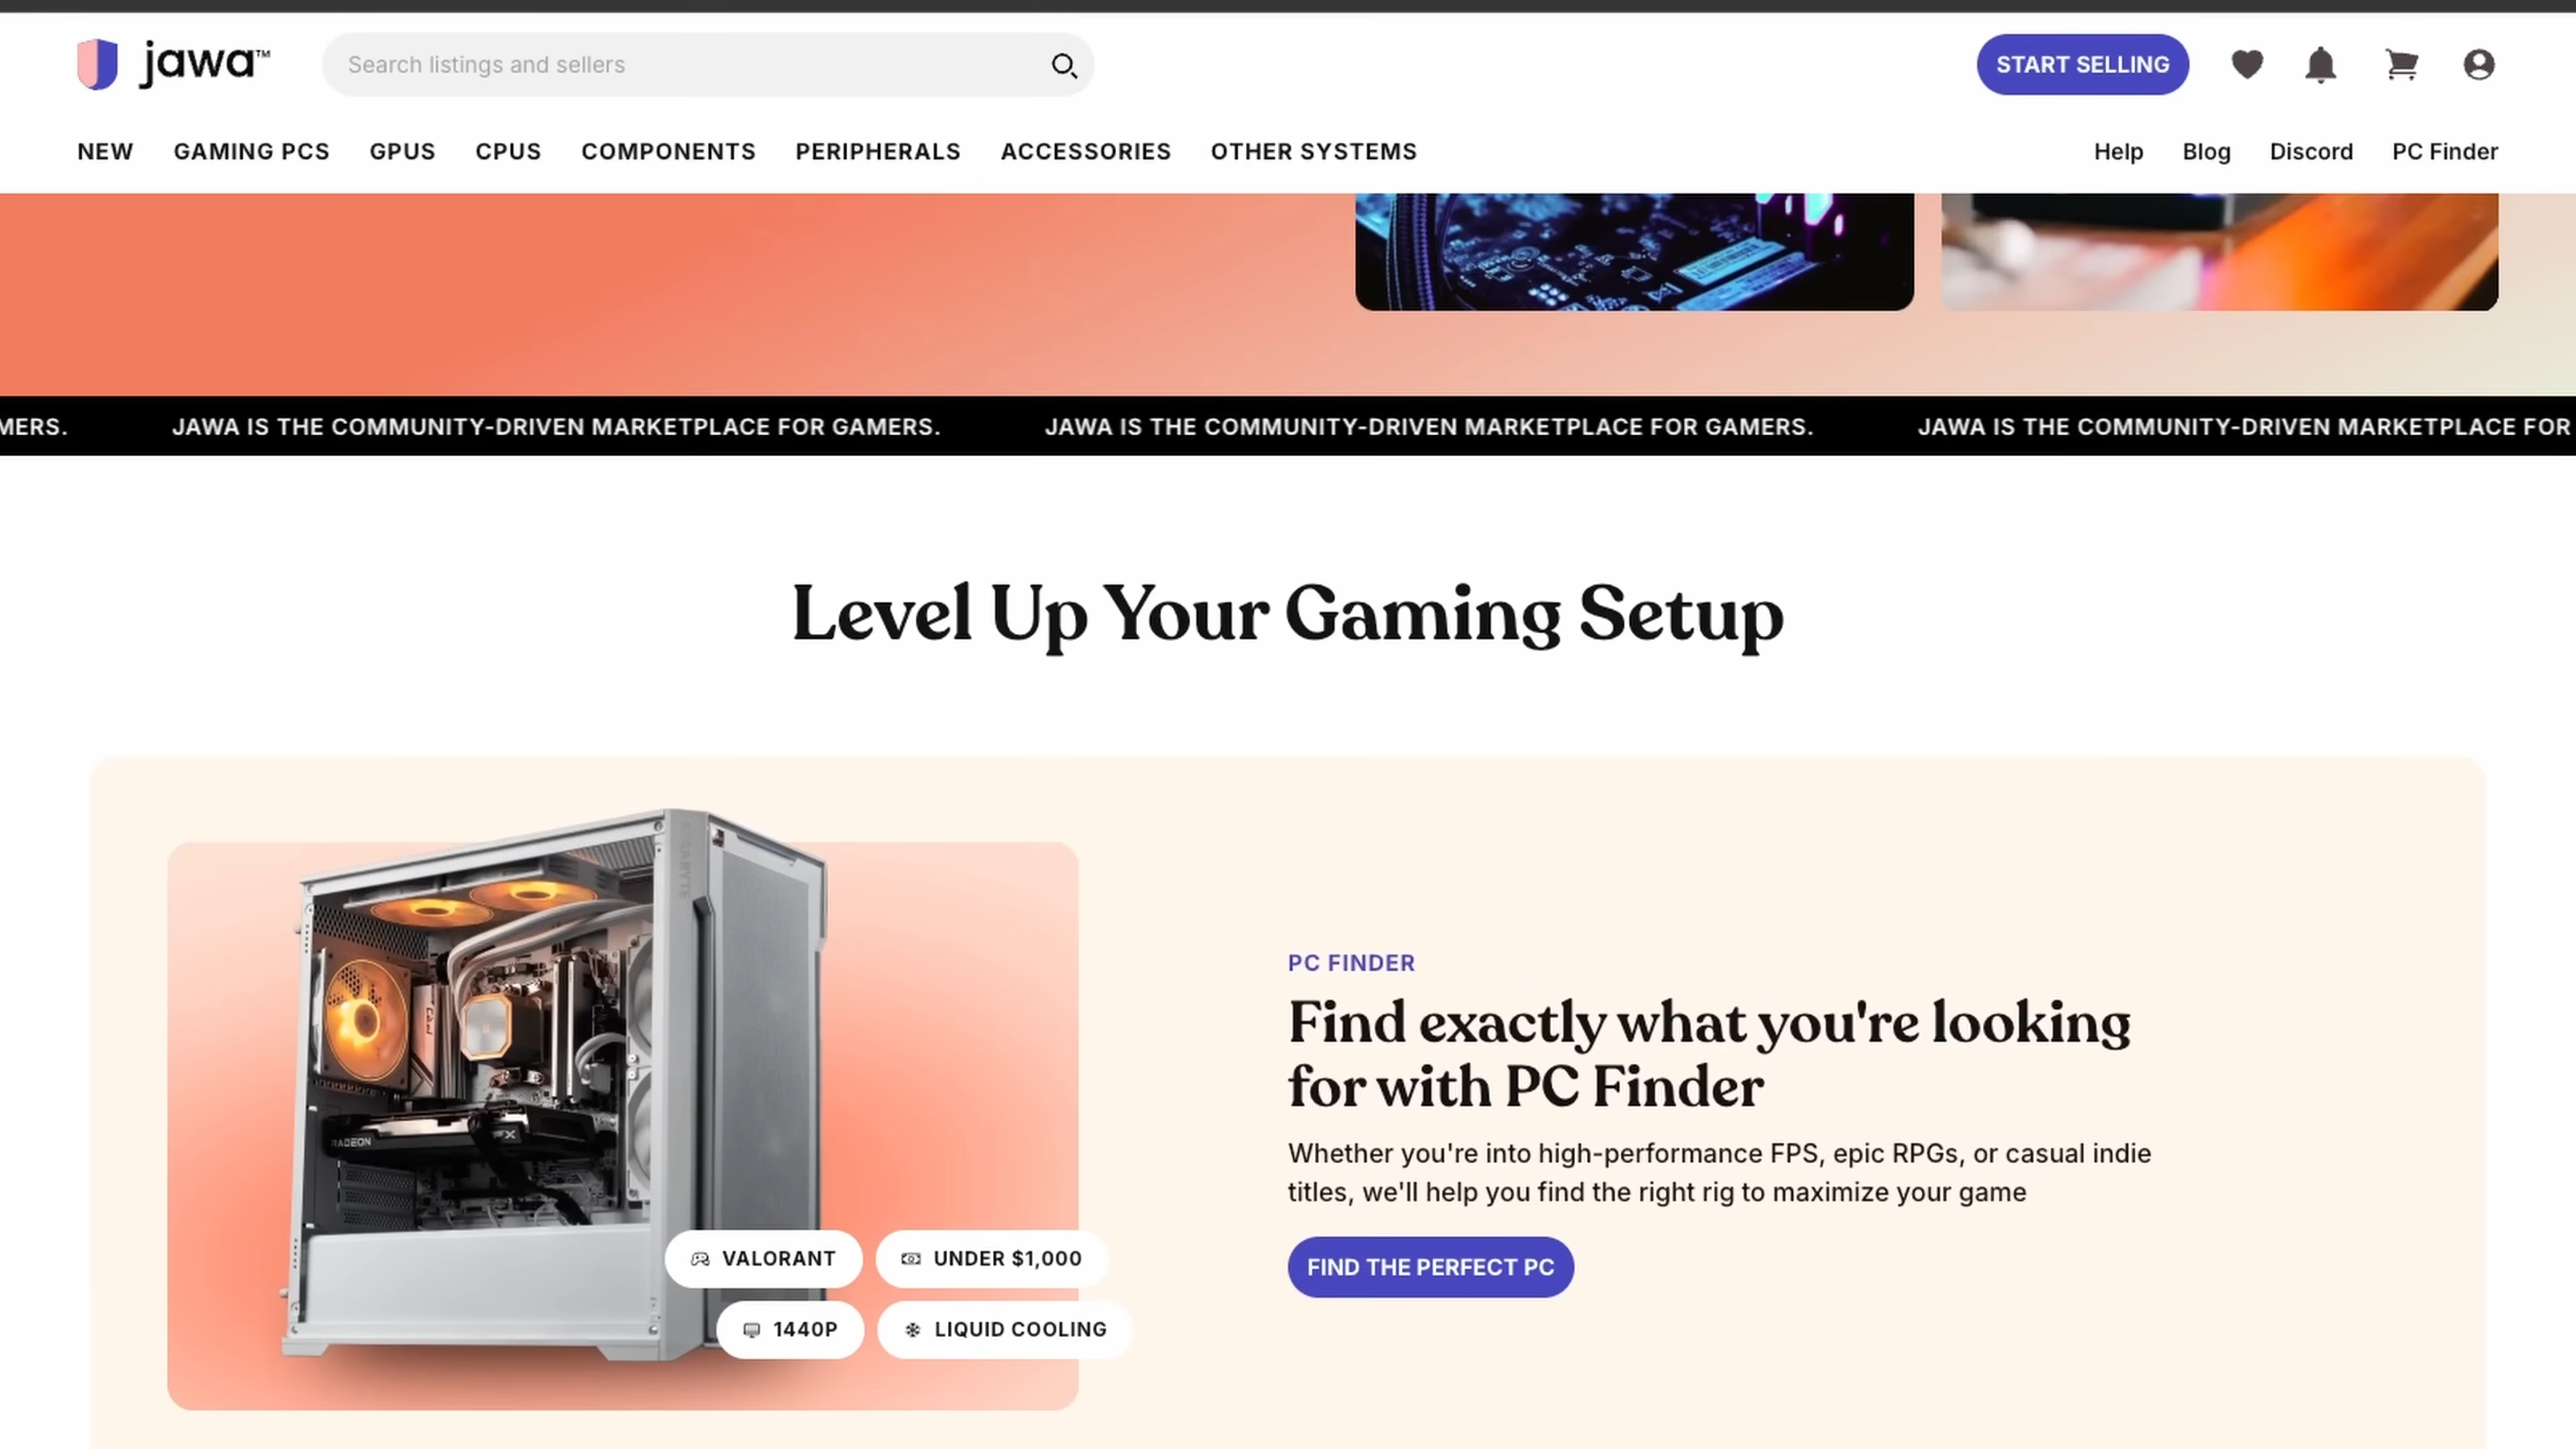 jawa™
Search listings and sellers
START SELLING
NEW GAMING PCS GPUS CPUS COMPONENTS PERIPHERALS ACCESSORIES OTHER SYSTEMS
Help Blog Discord PC Finder
MERS. JAWA IS THE COMMUNITY-DRIVEN MARKETPLACE FOR GAMERS. JAWA IS THE COMMUNITY-DRIVEN MARKETPLACE FOR GAMERS. JAWA IS THE COMMUNITY-DRIVEN MARKETPLACE FOR
Level Up Your Gaming Setup
RADEON
VALORANT
UNDER $1,000
1440P
LIQUID COOLING
PC FINDER
Find exactly what you're looking
for with PC Finder
Whether you're into high-performance FPS, epic RPGs, or casual indie
titles, we'll help you find the right rig to maximize your game
FIND THE PERFECT PC